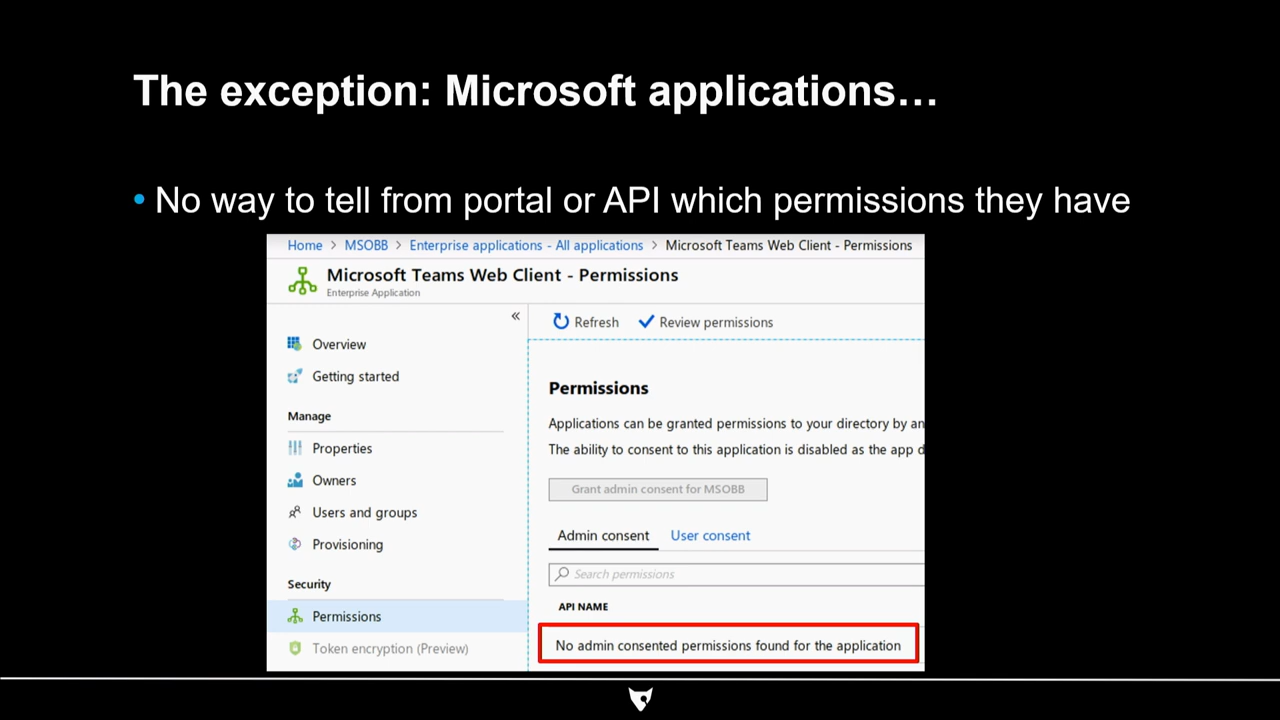 The exception: Microsoft applications…
• No way to tell from portal or API which permissions they have
Home > MSOBB > Enterprise applications - All applications > Microsoft Teams Web Client - Permissions
Microsoft Teams Web Client - Permissions
Enterprise Application
«
Overview
Getting started
Manage
Properties
Owners
Users and groups
Provisioning
Security
Permissions
Token encryption (Preview)
Refresh
Review permissions
Permissions
Applications can be granted permissions to your directory by an
The ability to consent to this application is disabled as the app d
Grant admin consent for MSOBB
Admin consent
User consent
Search permissions
API NAME
No admin consented permissions found for the application